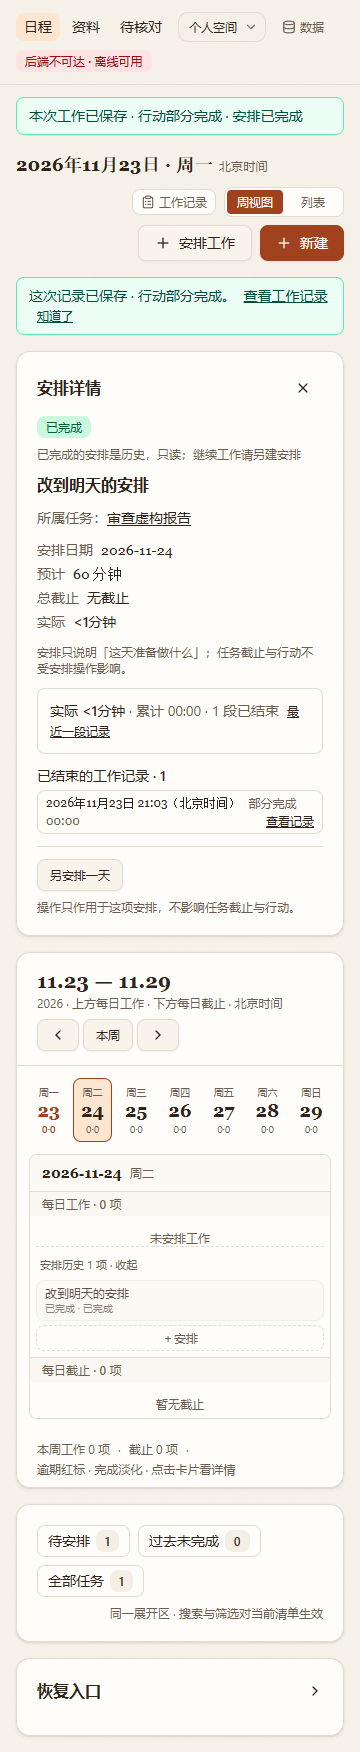 日程 资料 待核对 个人空间 数据
后端不可达 · 离线可用
本次工作已保存 · 行动部分完成 · 安排已完成
2026年11月23日 · 周一 北京时间
工作记录 周视图 列表
+ 安排工作 + 新建
这次记录已保存 · 行动部分完成。 查看工作记录
知道了
安排详情
已完成
已完成的安排是历史，只读；继续工作请另建安排
改到明天的安排
所属任务： 审查虚构报告
安排日期 2026-11-24
预计 60 分钟
总截止 无截止
实际 <1分钟
安排只说明「这天准备做什么」；任务截止与行动不
受安排操作影响。
实际 <1分钟 · 累计 00:00 · 1 段已结束 最
近一段记录
已结束的工作记录 · 1
2026年11月23日 21:03（北京时间） 部分完成
00:00 查看记录
另安排一天
操作只作用于这项安排，不影响任务截止与行动。
11.23 — 11.29
2026 · 上方每日工作 · 下方每日截止 · 北京时间
本周
周一 周二 周三 周四 周五 周六 周日
23 24 25 26 27 28 29
0·0 0·0 0·0 0·0 0·0 0·0 0·0
2026-11-24 周二
每日工作 · 0 项
未安排工作
安排历史 1 项 · 收起
改到明天的安排
已完成 · 已完成
+ 安排
每日截止 · 0 项
暂无截止
本周工作 0 项 · 截止 0 项 ·
逾期红标 · 完成淡化 · 点击卡片看详情
待安排 1 过去未完成 0
全部任务 1
同一展开区 · 搜索与筛选对当前清单生效
恢复入口